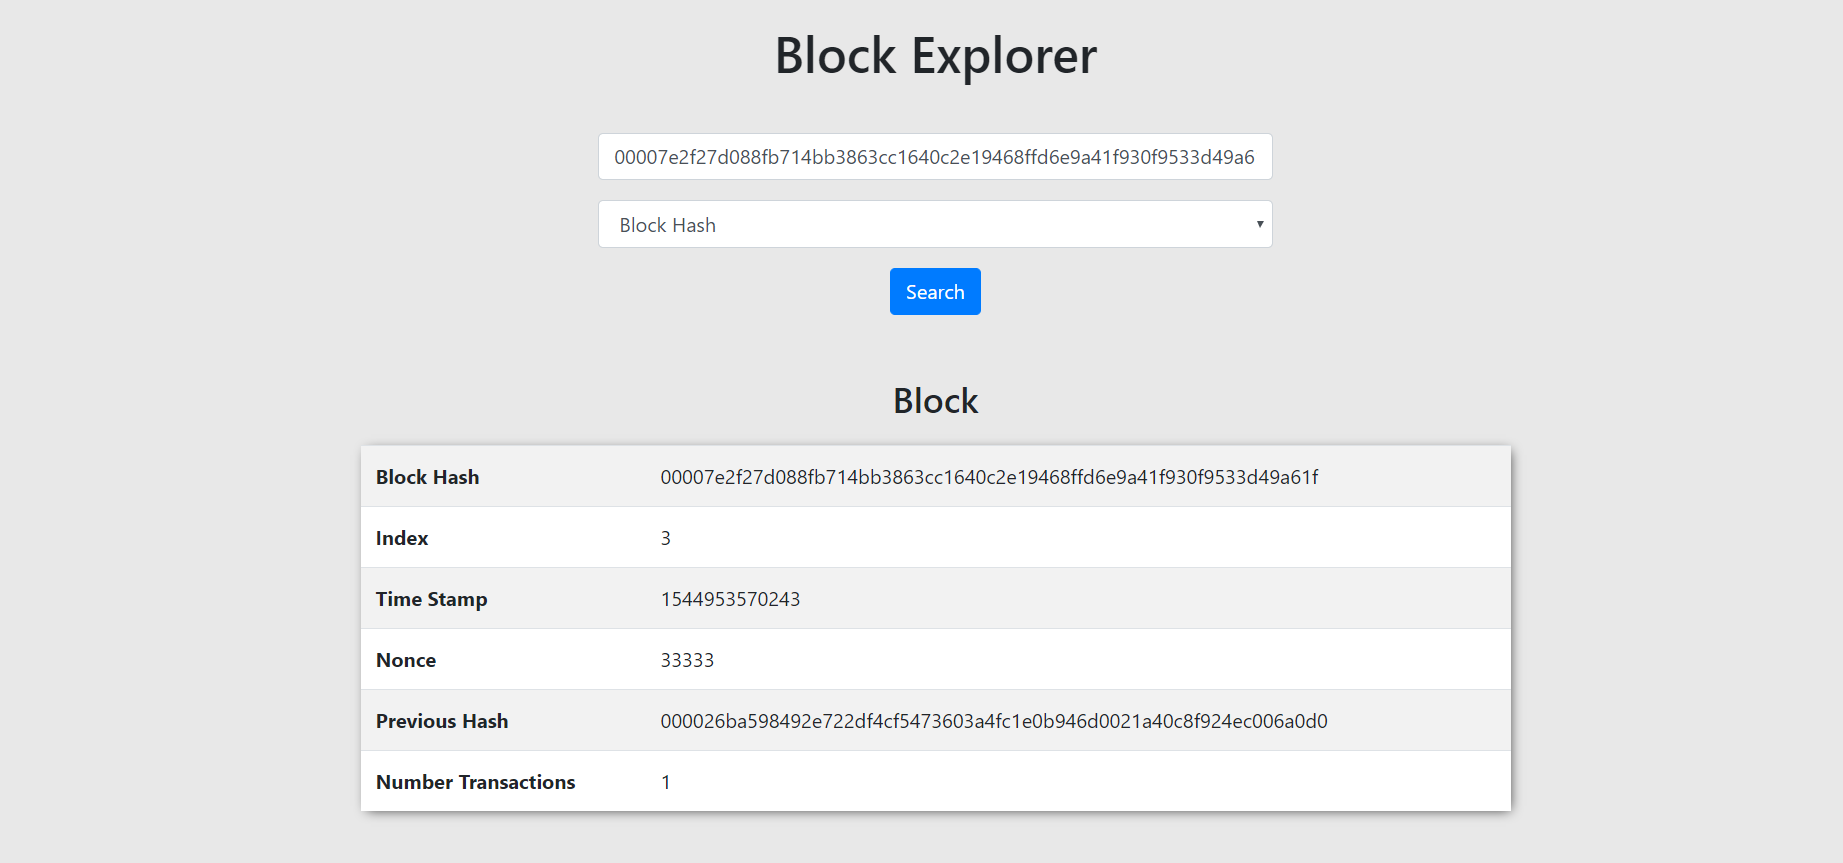 Block Explorer
00007e2f27d088fb714bb3863cc1640c2e19468ffd6e9a41f930f9533d49a6
Block Hash
Search
Block
Block Hash 00007e2f27d088fb714bb3863cc1640c2e19468ffd6e9a41f930f9533d49a61f
Index 3
Time Stamp 1544953570243
Nonce 33333
Previous Hash 000026ba598492e722df4cf5473603a4fc1e0b946d0021a40c8f924ec006a0d0
Number Transactions 1